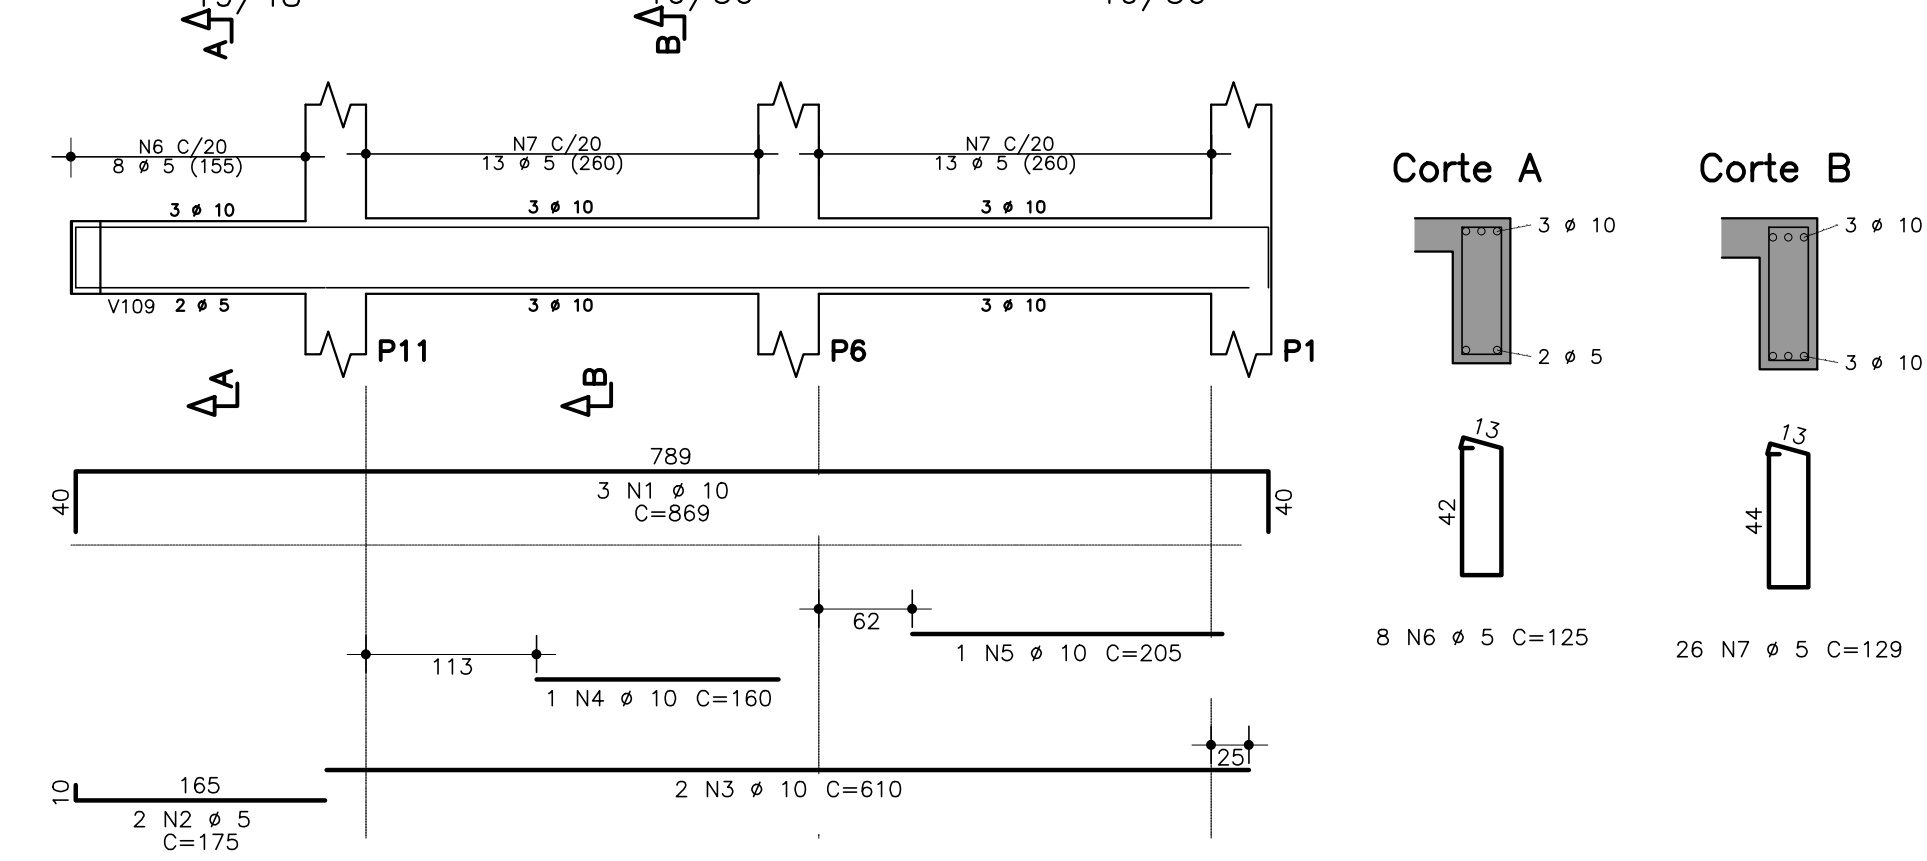 A
B
N6 C/20
8 ø 5 (155)
N7 C/20
13 ø 5 (260)
N7 C/20
13 ø 5 (260)
3 ø 10
3 ø 10
3 ø 10
V109 2 ø 5
3 ø 10
3 ø 10
P11
P6
P1
A
B
789
40
3 N1 ø 10
C=869
40
62
1 N5 ø 10 C=205
113
1 N4 ø 10 C=160
25
2 N3 ø 10 C=610
10
165
2 N2 ø 5
C=175
Corte A
3 ø 10
2 ø 5
13
42
8 N6 ø 5 C=125
Corte B
3 ø 10
3 ø 10
13
44
26 N7 ø 5 C=129